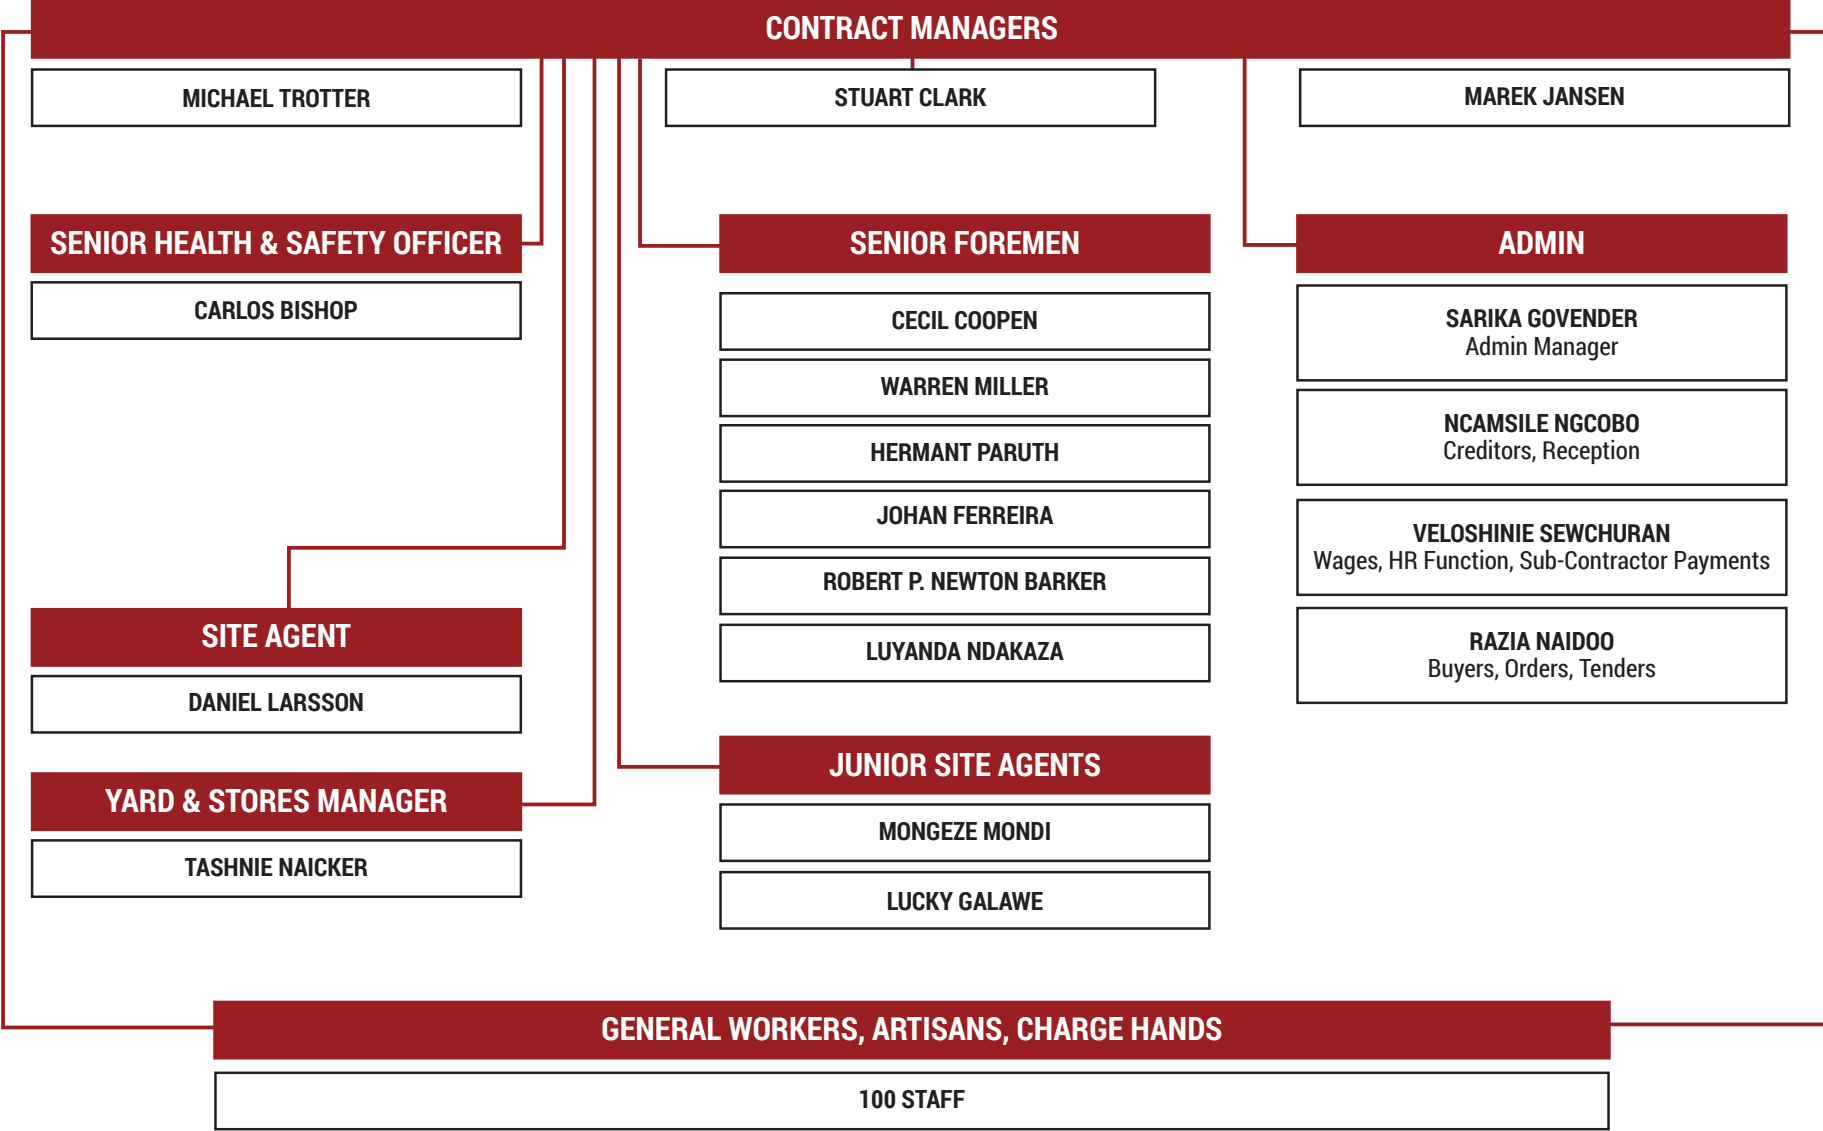 CONTRACT MANAGERS
MICHAEL TROTTER
STUART CLARK
MAREK JANSEN
SENIOR HEALTH & SAFETY OFFICER
CARLOS BISHOP
SENIOR FOREMEN
CECIL COOPEN
WARREN MILLER
HERMANT PARUTH
JOHAN FERREIRA
ROBERT P. NEWTON BARKER
LUYANDA NDAKAZA
ADMIN
SARIKA GOVENDER
Admin Manager
NCAMSILE NGCOBO
Creditors, Reception
VELOSHINIE SEWCHURAN
Wages, HR Function, Sub-Contractor Payments
RAZIA NAIDOO
Buyers, Orders, Tenders
SITE AGENT
DANIEL LARSSON
YARD & STORES MANAGER
TASHNIE NAICKER
JUNIOR SITE AGENTS
MONGEZE MONDI
LUCKY GALAWE
GENERAL WORKERS, ARTISANS, CHARGE HANDS
100 STAFF